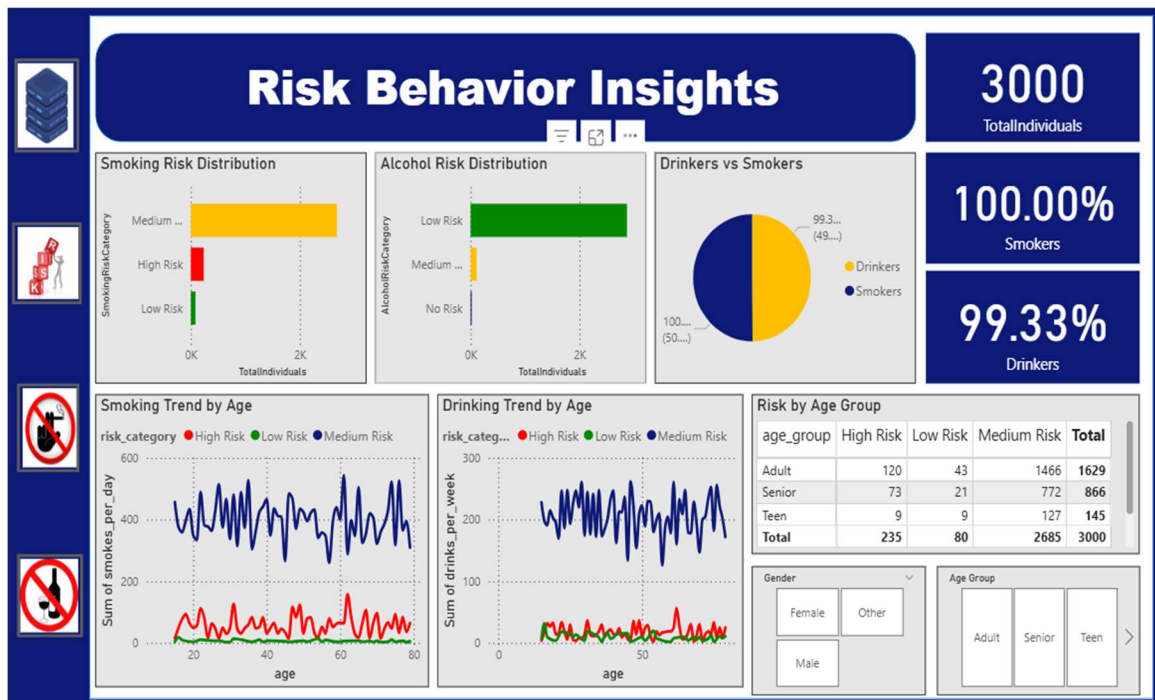 Risk Behavior Insights
3000
TotalIndividuals
Smoking Risk Distribution
SmokingRiskCategory
Medium ...
High Risk
Low Risk
0K 2K
TotalIndividuals
Alcohol Risk Distribution
AlcoholRiskCategory
Low Risk
Medium ...
No Risk
0K 2K
TotalIndividuals
Drinkers vs Smokers
99.3...
(49....)
Drinkers
Smokers
100....
(50....)
100.00%
Smokers
99.33%
Drinkers
RISK
Smoking Trend by Age
risk_category High Risk Low Risk Medium Risk
Sum of smokes_per_day
600
400
200
0
20 40 60 80
age
Drinking Trend by Age
risk_categ... High Risk Low Risk Medium Risk
Sum of drinks_per_week
300
200
100
0
50
age
Risk by Age Group
age_group High Risk Low Risk Medium Risk Total
Adult 120 43 1466 1629
Senior 73 21 772 866
Teen 9 9 127 145
Total 235 80 2685 3000
Gender
Female Other
Male
Age Group
Adult Senior Teen